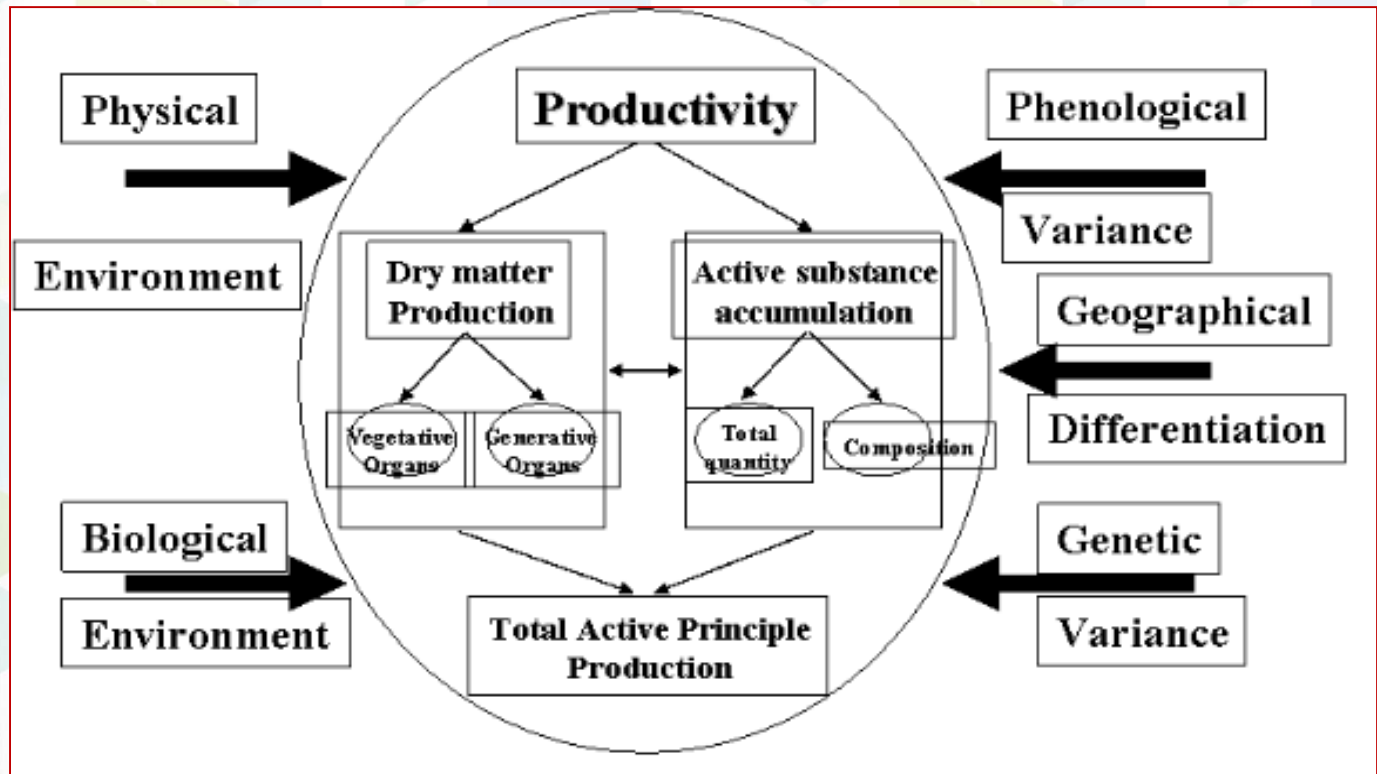 Physical
Environment
Productivity
Phenological
Variance
Dry matter
Production
Active substance
accumulation
Geographical
Differentiation
Vegetative
Organs
Generative
Organs
Total
quantity
Composition
Biological
Environment
Genetic
Variance
Total Active Principle
Production